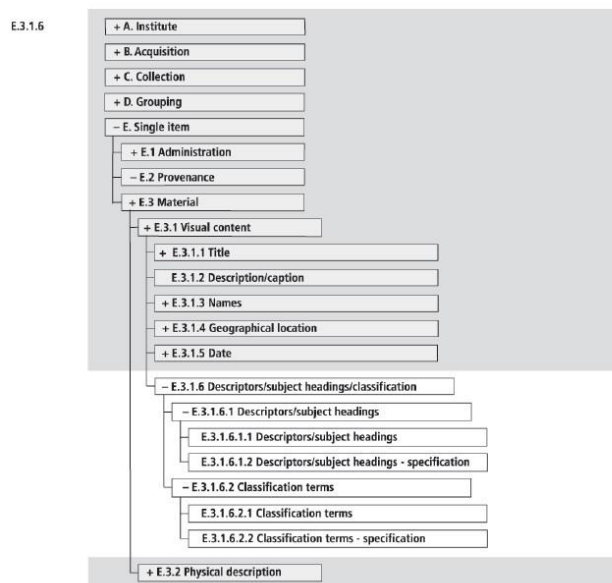 E.3.1.6
+ A. Institute
+ B. Acquisition
+ C. Collection
+ D. Grouping
– E. Single item
+ E.1 Administration
– E.2 Provenance
+ E.3 Material
+ E.3.1 Visual content
+ E.3.1.1 Title
E.3.1.2 Description/caption
+ E.3.1.3 Names
+ E.3.1.4 Geographical location
+ E.3.1.5 Date
– E.3.1.6 Descriptors/subject headings/classification
– E.3.1.6.1 Descriptors/subject headings
E.3.1.6.1.1 Descriptors/subject headings
E.3.1.6.1.2 Descriptors/subject headings - specification
– E.3.1.6.2 Classification terms
E.3.1.6.2.1 Classification terms
E.3.1.6.2.2 Classification terms - specification
+ E.3.2 Physical description